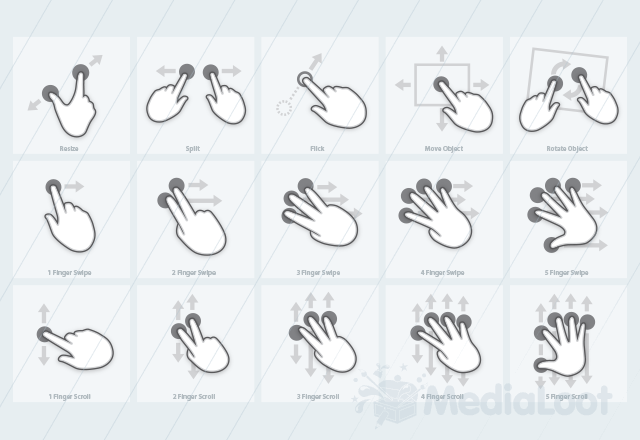 Resize
Split
Flick
Move Object
Rotate Object
1 Finger Swipe
2 Finger Swipe
3 Finger Swipe
4 Finger Swipe
5 Finger Swipe
1 Finger Scroll
2 Finger Scroll
3 Finger Scroll
4 Finger Scroll
5 Finger Scroll
MediaLoot